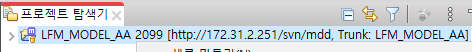 프로젝트 탐색기
LFM_MODEL_AA 2099 [http://172.31.2.251/svn/mdd, Trunk: LFM_MODEL_AA]